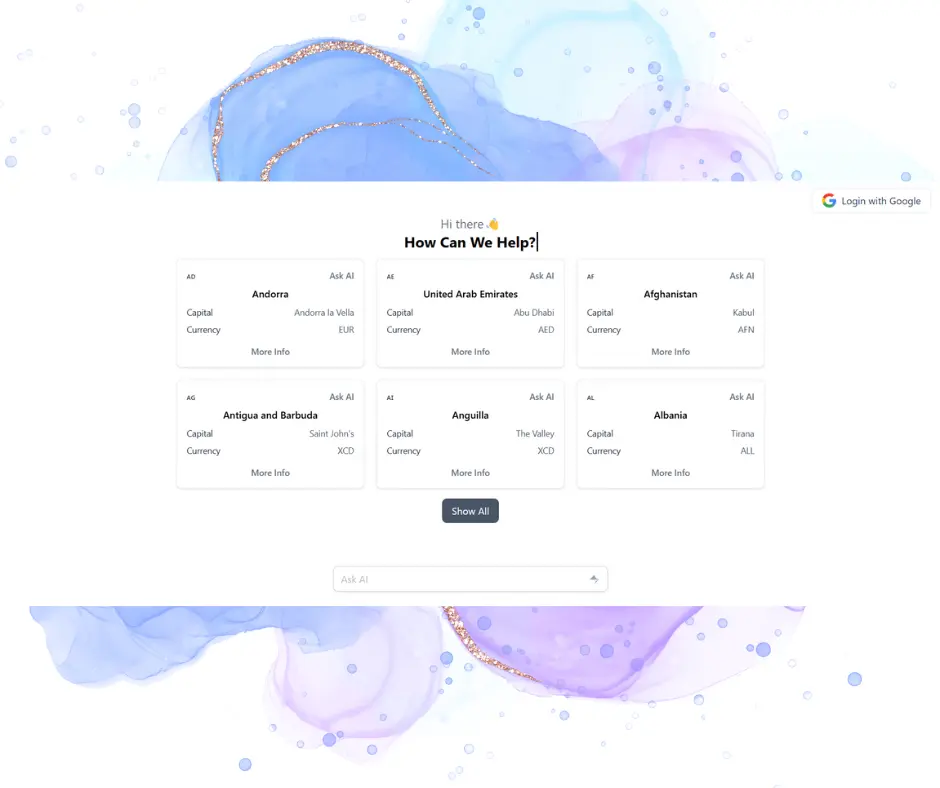 Login with Google
Hi there 👋
How Can We Help?
AD Ask AI
Andorra
Capital Andorra la Vella
Currency EUR
More Info
AE Ask AI
United Arab Emirates
Capital Abu Dhabi
Currency AED
More Info
AF Ask AI
Afghanistan
Capital Kabul
Currency AFN
More Info
AG Ask AI
Antigua and Barbuda
Capital Saint John's
Currency XCD
More Info
AI Ask AI
Anguilla
Capital The Valley
Currency XCD
More Info
AL Ask AI
Albania
Capital Tirana
Currency ALL
More Info
Show All
Ask AI